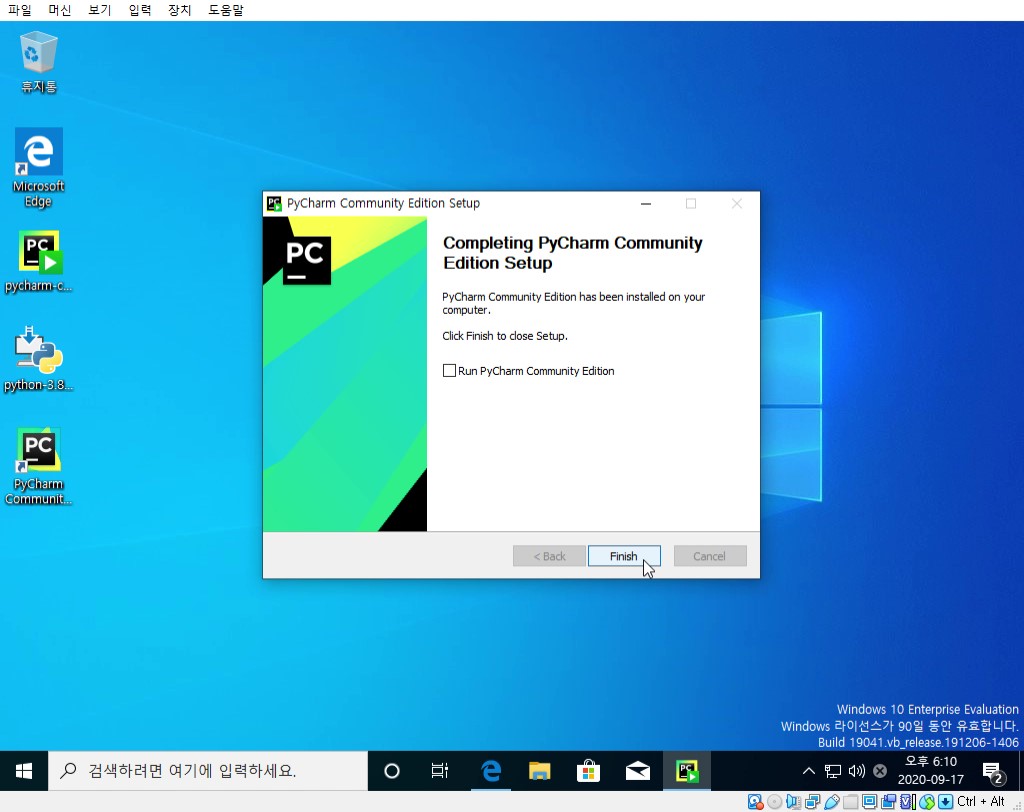 파일 머신 보기 입력 장치 도움말
휴지통
Microsoft
Edge
pycharm-c...
python-3.8...
PyCharm
Communit...
PC PyCharm Community Edition Setup
PC
Completing PyCharm Community
Edition Setup
PyCharm Community Edition has been installed on your
computer.
Click Finish to close Setup.
Run PyCharm Community Edition
< Back Finish Cancel
Windows 10 Enterprise Evaluation
Windows 라이선스가 90일 동안 유효합니다.
Build 19041.vb_release.191206-1406
검색하려면 여기에 입력하세요.
오후 6:10
2020-09-17
2
Ctrl + Alt